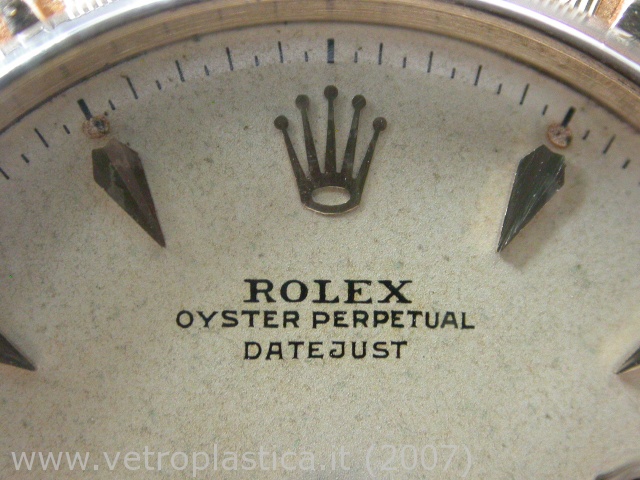 ROLEX
OYSTER PERPETUAL
DATEJUST
www.vetroplastica.it (2007)